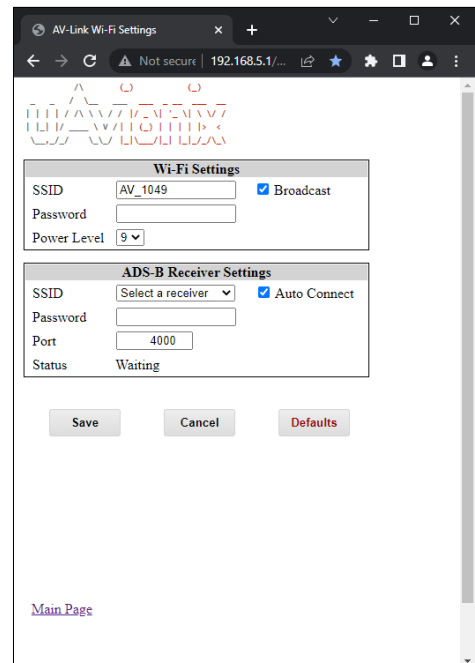 AV-Link Wi-Fi Settings
Not secure 192.168.5.1/...
uAvionix
Wi-Fi Settings
SSID AV_1049 Broadcast
Password
Power Level 9
ADS-B Receiver Settings
SSID Select a receiver Auto Connect
Password
Port 4000
Status Waiting
Save Cancel Defaults
Main Page